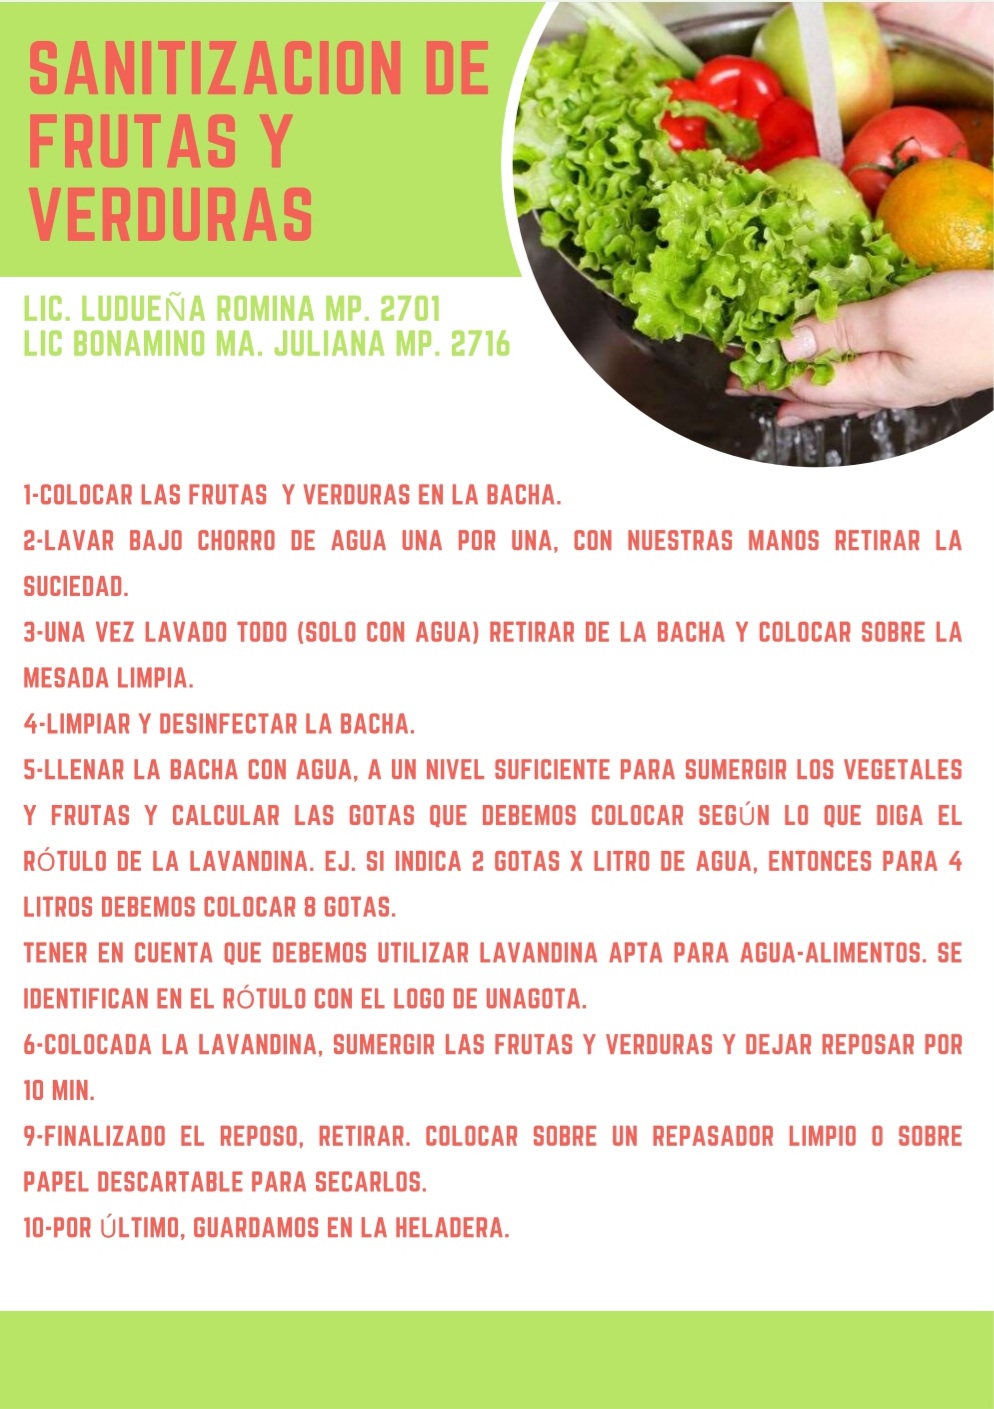 SANITIZACION DE
FRUTAS Y
VERDURAS
LIC. LUDUEÑA ROMINA MP. 2701
LIC BONAMINO MA. JULIANA MP. 2716
1-COLOCAR LAS FRUTAS Y VERDURAS EN LA BACHA.
2-LAVAR BAJO CHORRO DE AGUA UNA POR UNA, CON NUESTRAS MANOS RETIRAR LA
SUCIEDAD.
3-UNA VEZ LAVADO TODO (SOLO CON AGUA) RETIRAR DE LA BACHA Y COLOCAR SOBRE LA
MESADA LIMPIA.
4-LIMPIAR Y DESINFECTAR LA BACHA.
5-LLENAR LA BACHA CON AGUA, A UN NIVEL SUFICIENTE PARA SUMERGIR LOS VEGETALES
Y FRUTAS Y CALCULAR LAS GOTAS QUE DEBEMOS COLOCAR SEGÚN LO QUE DIGA EL
RÓTULO DE LA LAVANDINA. EJ. SI INDICA 2 GOTAS X LITRO DE AGUA, ENTONCES PARA 4
LITROS DEBEMOS COLOCAR 8 GOTAS.
TENER EN CUENTA QUE DEBEMOS UTILIZAR LAVANDINA APTA PARA AGUA-ALIMENTOS. SE
IDENTIFICAN EN EL RÓTULO CON EL LOGO DE UNAGOTA.
6-COLOCADA LA LAVANDINA, SUMERGIR LAS FRUTAS Y VERDURAS Y DEJAR REPOSAR POR
10 MIN.
9-FINALIZADO EL REPOSO, RETIRAR. COLOCAR SOBRE UN REPASADOR LIMPIO O SOBRE
PAPEL DESCARTABLE PARA SECARLOS.
10-POR ÚLTIMO, GUARDAMOS EN LA HELADERA.